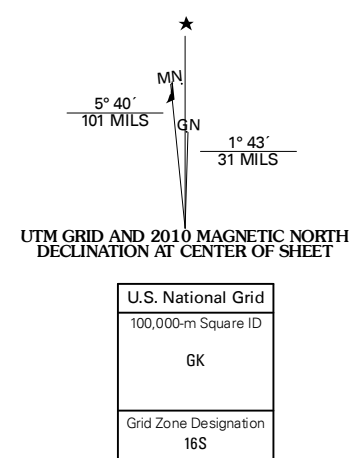 ★
MN
GN
5° 40´
101 MILS
1° 43´
31 MILS
UTM GRID AND 2010 MAGNETIC NORTH
DECLINATION AT CENTER OF SHEET
U.S. National Grid
100,000-m Square ID
GK
Grid Zone Designation
16S